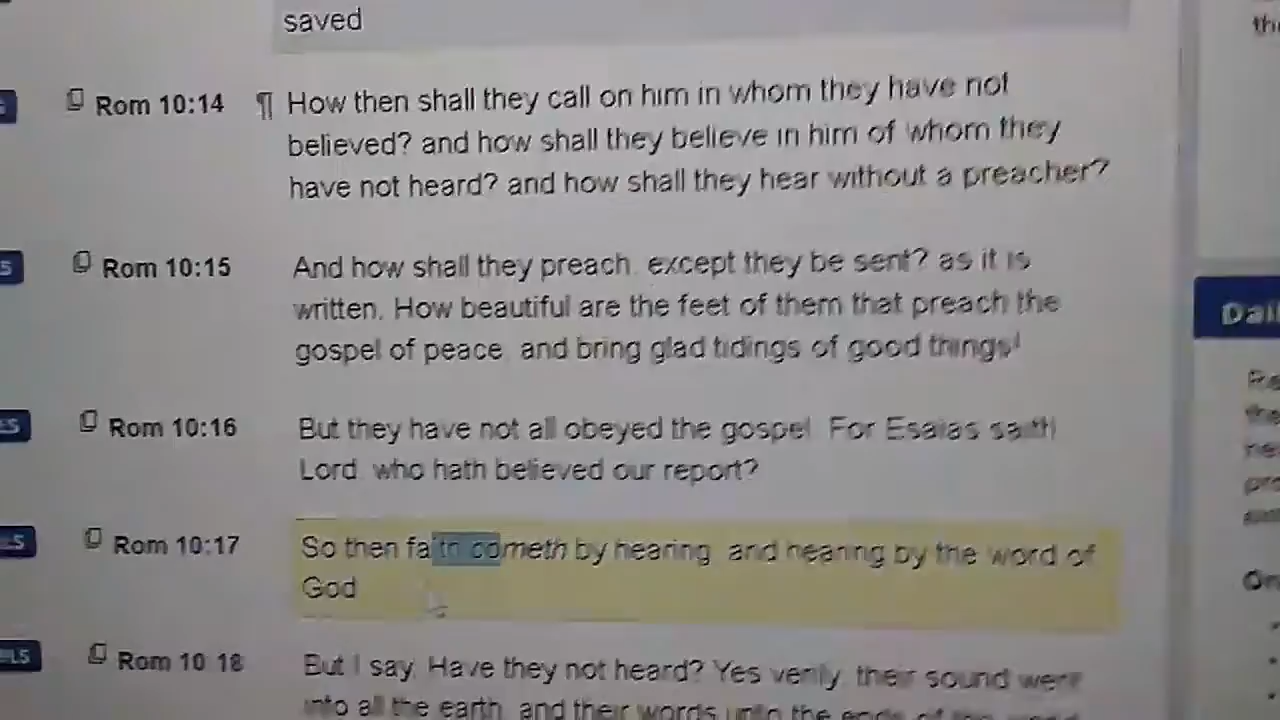 saved
Rom 10:14 ¶ How then shall they call on him in whom they have not
believed? and how shall they believe in him of whom they
have not heard? and how shall they hear without a preacher?
Rom 10:15 And how shall they preach, except they be sent? as it is
written, How beautiful are the feet of them that preach the
gospel of peace, and bring glad tidings of good things!
Rom 10:16 But they have not all obeyed the gospel. For Esaias saith,
Lord, who hath believed our report?
Rom 10:17 So then faith cometh by hearing, and hearing by the word of
God
Rom 10:18 But I say, Have they not heard? Yes verily, their sound went
into all the earth, and their words unto the ends of the
Dail